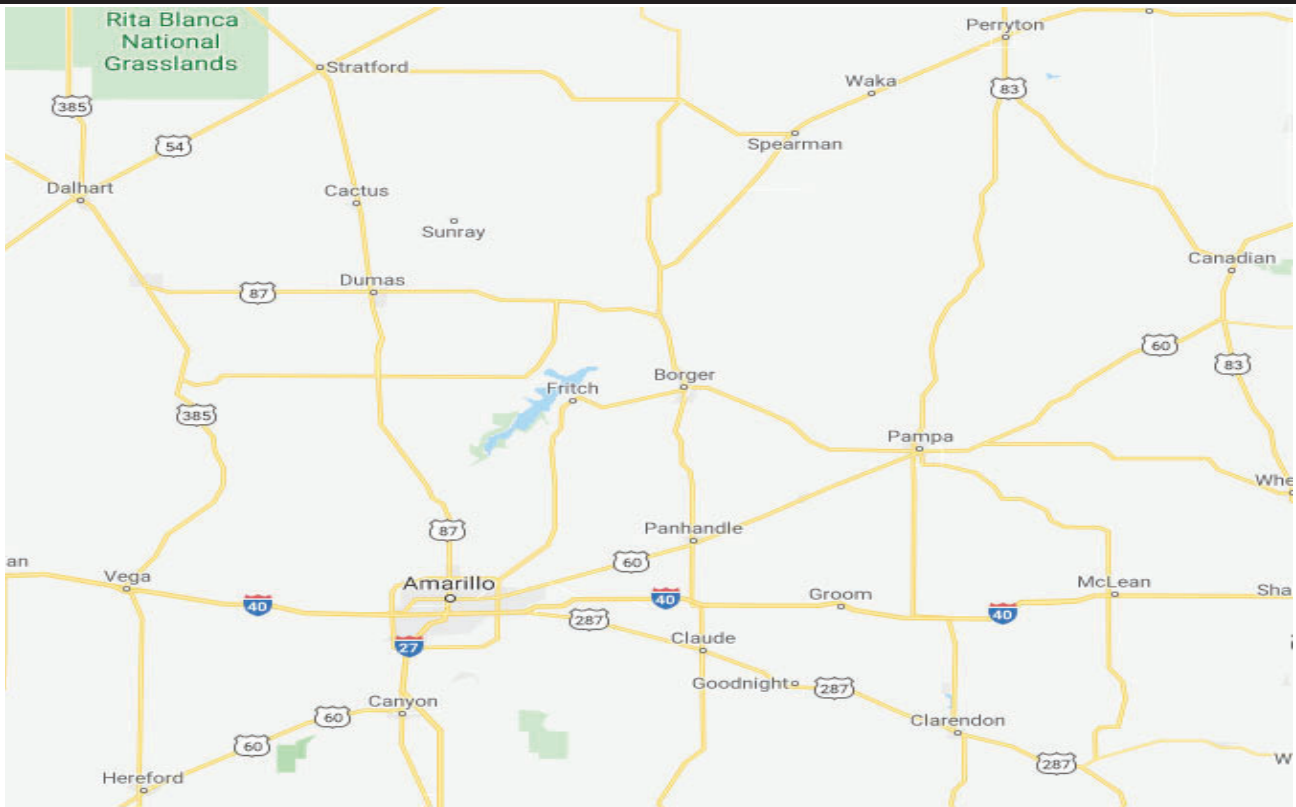 Rita Blanca
National
Grasslands
Perryton
Stratford
Waka
385
83
54
Spearman
Dalhart
Cactus
Sunray
Canadian
Dumas
87
60
83
Borger
Fritch
385
Pampa
Whe
87
Panhandle
60
an
Vega
Amarillo
McLean
40
40
Groom
Sha
40
287
27
Claude
Goodnight
287
Canyon
60
Clarendon
60
287
W
Hereford